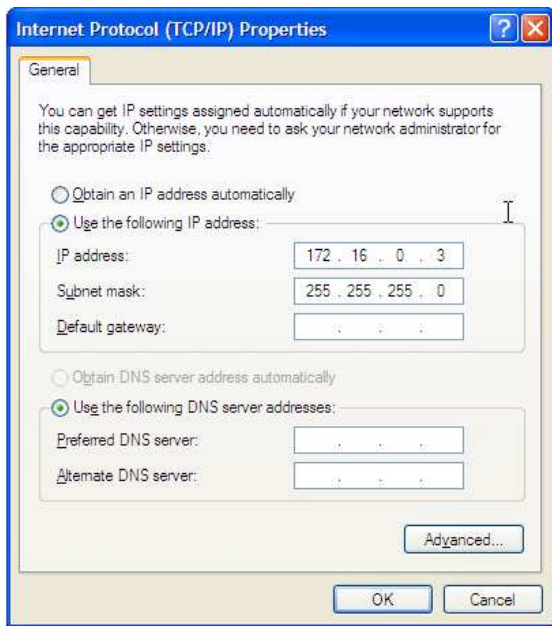 Internet Protocol (TCP/IP) Properties
General
You can get IP settings assigned automatically if your network supports
this capability. Otherwise, you need to ask your network administrator for
the appropriate IP settings.
Obtain an IP address automatically
Use the following IP address:
IP address: 172 . 16 . 0 . 3
Subnet mask: 255 . 255 . 255 . 0
Default gateway: . . .
Obtain DNS server address automatically
Use the following DNS server addresses:
Preferred DNS server: . . .
Alternate DNS server: . . .
Advanced...
OK Cancel